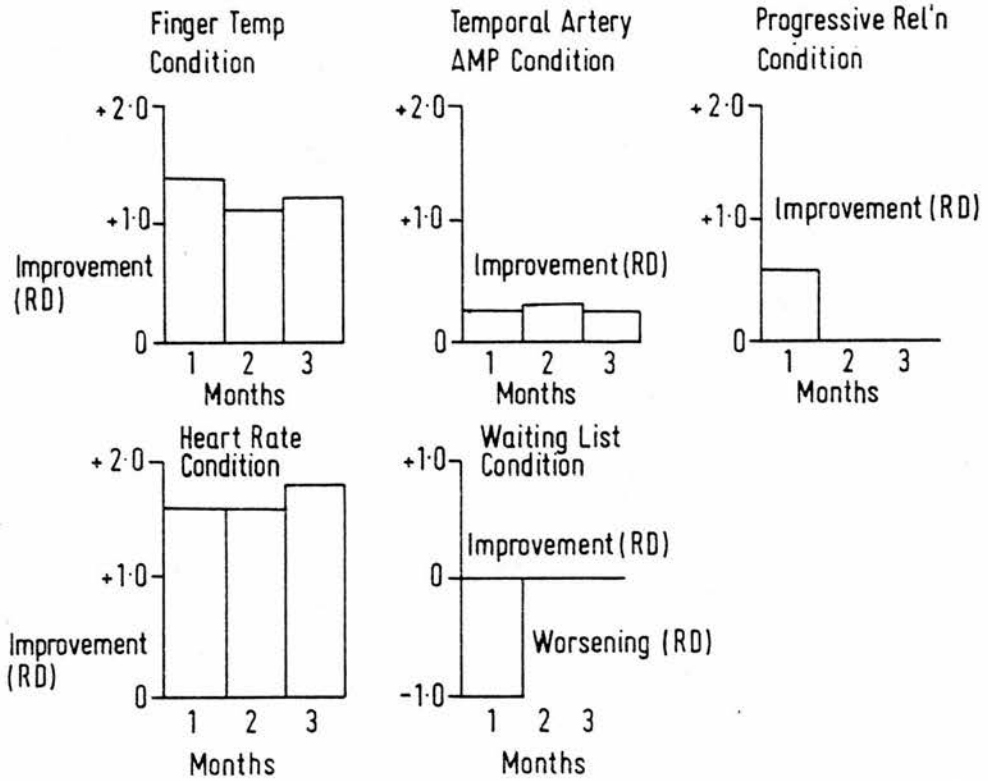 Finger Temp
Condition
+2·0
+1·0
Improvement
(RD)
0
1 2 3
Months
Temporal Artery
AMP Condition
+2·0
+1·0
Improvement (RD)
0
1 2 3
Months
Progressive Rel'n
Condition
+2·0
+1·0
Improvement (RD)
0
1 2 3
Months
Heart Rate
Condition
+2·0
+1·0
Improvement
(RD)
0
1 2 3
Months
Waiting List
Condition
+1·0
Improvement (RD)
0
Worsening (RD)
-1·0
1 2 3
Months